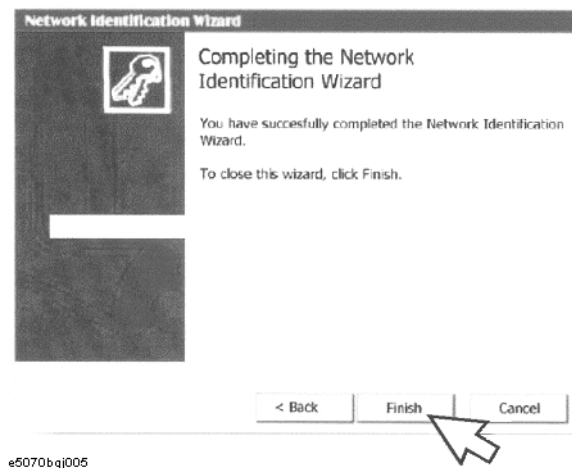 Network Identification Wizard
Completing the Network
Identification Wizard
You have succesfully completed the Network Identification
Wizard.
To close this wizard, click Finish.
< Back
Finish
Cancel
e5070bqj005